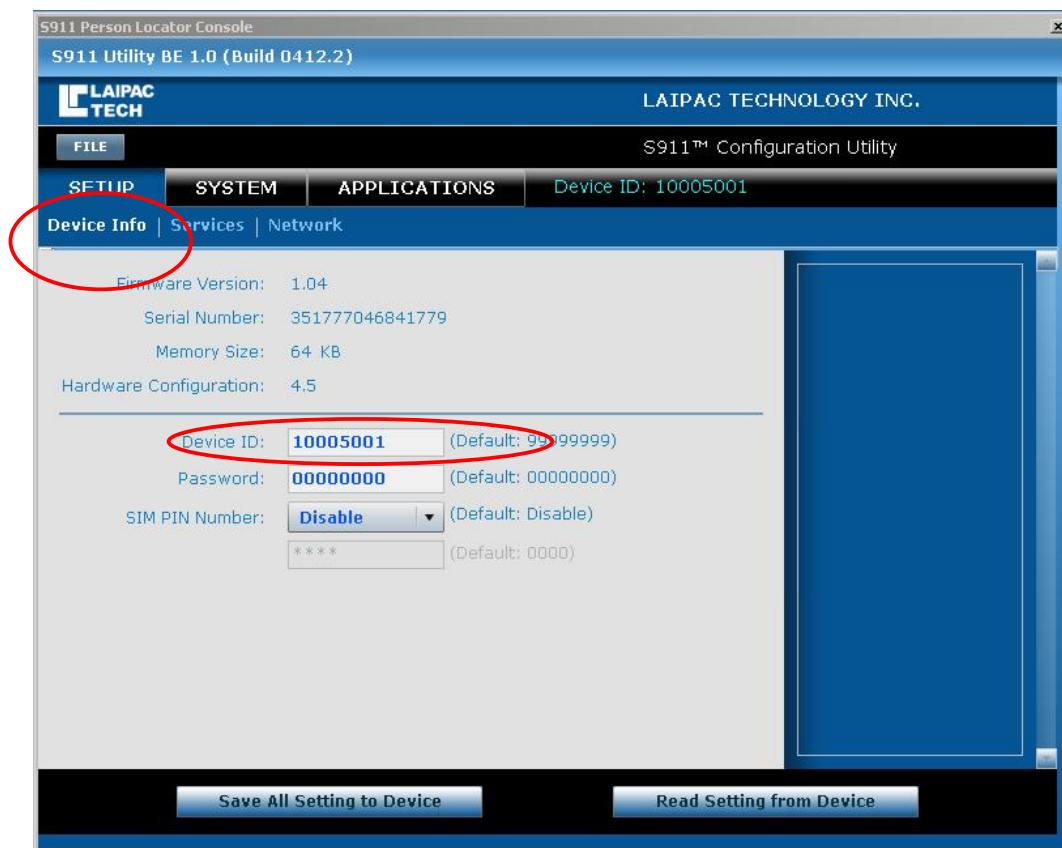 S911 Person Locator Console
S911 Utility BE 1.0 (Build 0412.2)
LAIPAC TECH
LAIPAC TECHNOLOGY INC.
FILE
S911™ Configuration Utility
SETUP SYSTEM APPLICATIONS Device ID: 10005001
Device Info | Services | Network
Firmware Version: 1.04
Serial Number: 351777046841779
Memory Size: 64 KB
Hardware Configuration: 4.5
Device ID: 10005001 (Default: 99999999)
Password: 00000000 (Default: 00000000)
SIM PIN Number: Disable (Default: Disable)
**** (Default: 0000)
Save All Setting to Device Read Setting from Device